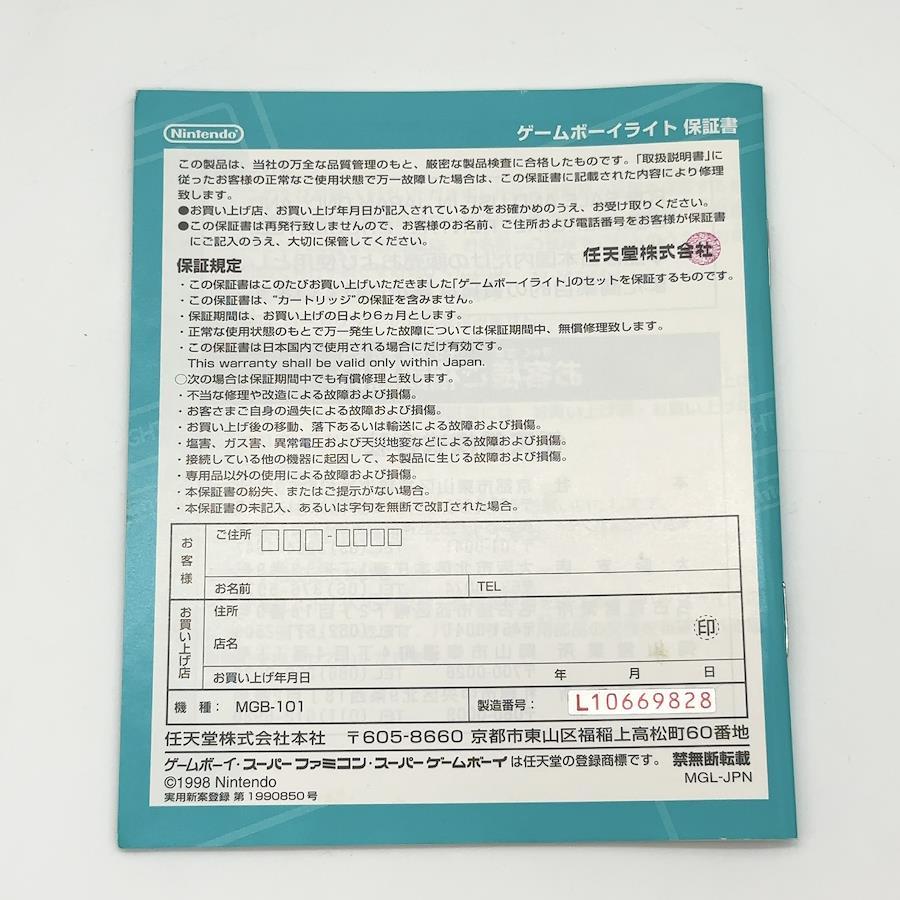 Nintendo
ゲームボーイライト 保証書
この製品は、当社の万全な品質管理のもと、厳密な製品検査に合格したものです。「取扱説明書」に
従ったお客様の正常なご使用状態で万一故障した場合は、この保証書に記載された内容により修理
致します。
●お買い上げ店、お買い上げ年月日が記入されているかをお確かめのうえ、お受け取りください。
●この保証書は再発行致しませんので、お客様のお名前、ご住所および電話番号をお客様が保証書
にご記入のうえ、大切に保管してください。
任天堂株式会社
保証規定
・この保証書はこのたびお買い上げいただきました「ゲームボーイライト」のセットを保証するものです。
・この保証書は、“カートリッジ”の保証を含みません。
・保証期間は、お買い上げの日より6ヵ月とします。
・正常な使用状態のもとで万一発生した故障については保証期間中、無償修理致します。
・この保証書は日本国内で使用される場合にだけ有効です。
This warranty shall be valid only within Japan.
○次の場合は保証期間中でも有償修理と致します。
・不当な修理や改造による故障および損傷。
・お客さまご自身の過失による故障および損傷。
・お買い上げ後の移動、落下あるいは輸送による故障および損傷。
・塩害、ガス害、異常電圧および天災地変などによる故障および損傷。
・接続している他の機器に起因して、本製品に生じる故障および損傷。
・専用品以外の使用による故障および損傷。
・本保証書の紛失、またはご提示がない場合。
・本保証書の未記入、あるいは字句を無断で改訂された場合。
お客様
ご住所 □□□-□□□□
お名前
TEL
お買い上げ店
住所
店名
印
お買い上げ年月日 年 月 日
機 種： MGB-101
製造番号： L10669828
任天堂株式会社本社 〒605-8660 京都市東山区福稲上高松町60番地
ゲームボーイ・スーパーファミコン・スーパーゲームボーイは任天堂の登録商標です。 禁無断転載
©1998 Nintendo
MGL-JPN
実用新案登録 第1990850号